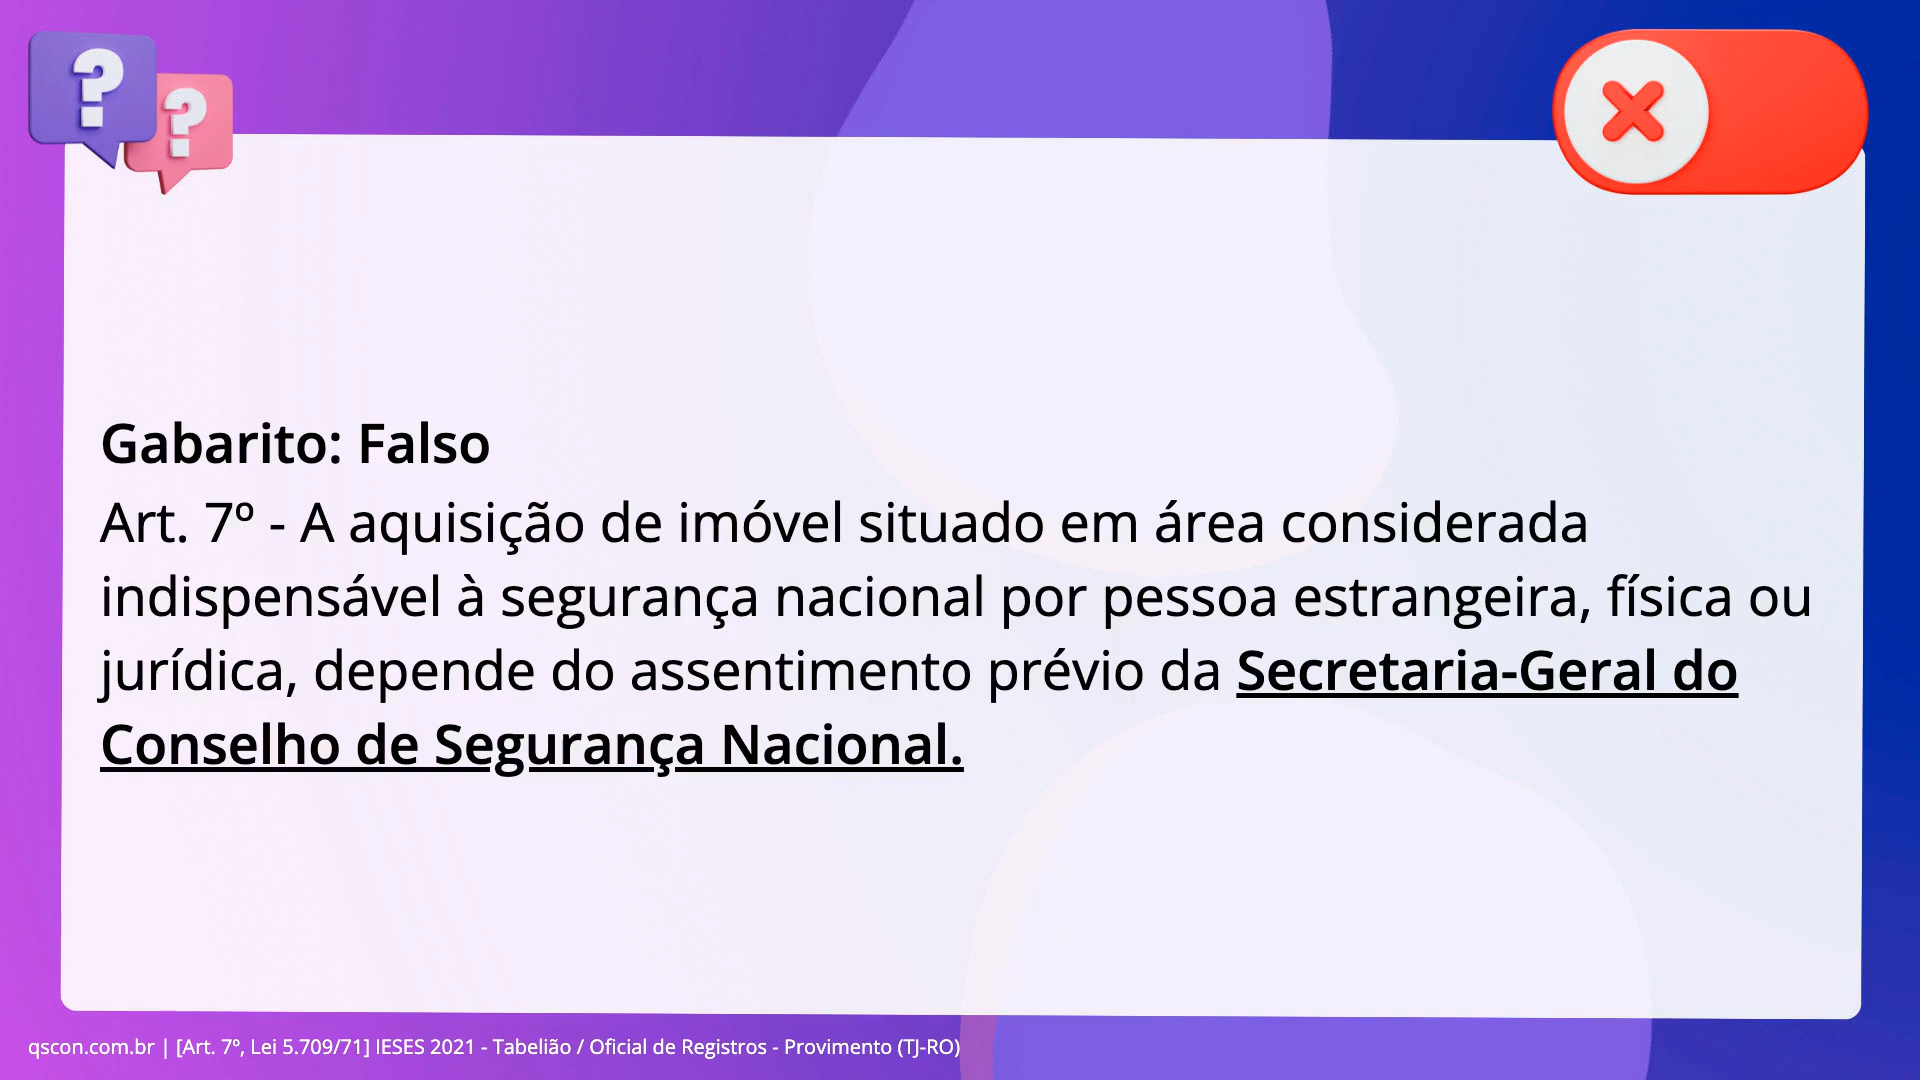 ?
?
Gabarito: Falso
Art. 7º - A aquisição de imóvel situado em área considerada
indispensável à segurança nacional por pessoa estrangeira, física ou
jurídica, depende do assentimento prévio da Secretaria-Geral do
Conselho de Segurança Nacional.
qscon.com.br | [Art. 7º, Lei 5.709/71] IESES 2021 - Tabelião / Oficial de Registros - Provimento (TJ-RO)